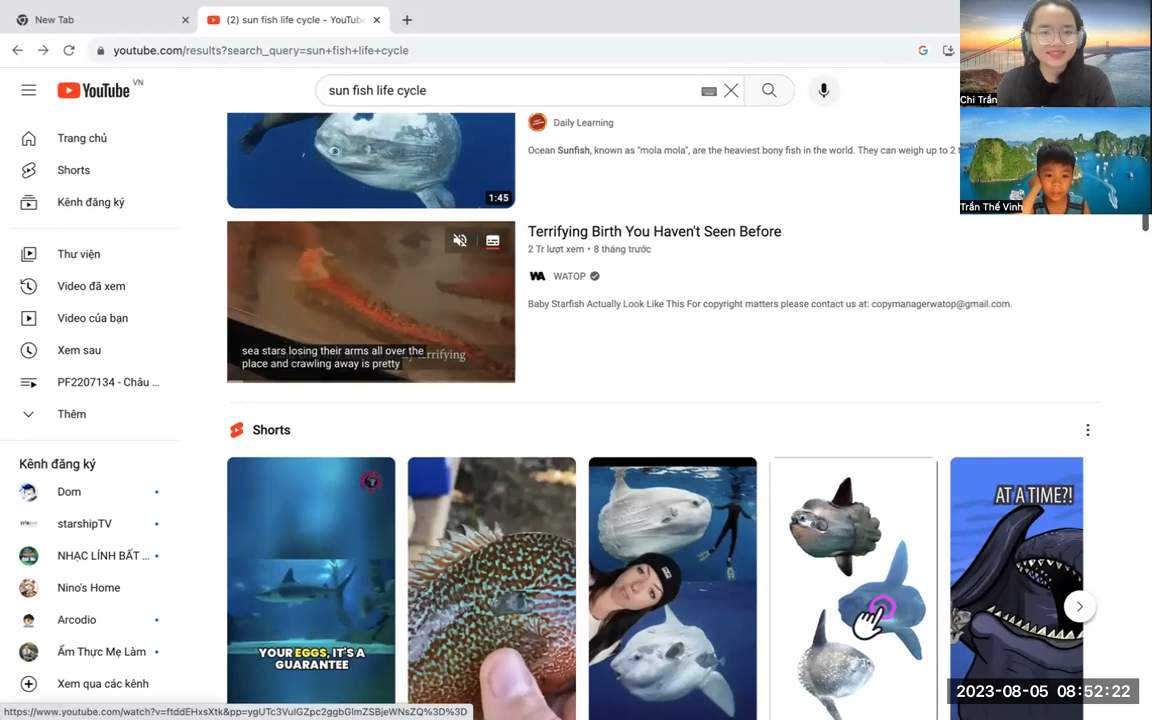 New Tab
(2) sun fish life cycle - YouTube
youtube.com/results?search_query=sun+fish+life+cycle
YouTube VN
sun fish life cycle
Trang chủ
Shorts
Kênh đăng ký
Thư viện
Video đã xem
Video của bạn
Xem sau
PF2207134 - Châu ...
Thêm
Kênh đăng ký
Dom
starshipTV
NHẠC LÍNH BẤT ...
Nino's Home
Arcodio
Ẩm Thực Mẹ Làm
Xem qua các kênh
1:45
Daily Learning
Ocean Sunfish, known as "mola mola", are the heaviest bony fish in the world. They can weigh up to 2
sea stars losing their arms all over the
place and crawling away is pretty
terrifying
Terrifying Birth You Haven't Seen Before
2 Tr lượt xem • 8 tháng trước
WA WATOP
Baby Starfish Actually Look Like This For copyright matters please contact us at: copymanagerwatop@gmail.com.
Shorts
YOUR EGGS, IT'S A
GUARANTEE
AT A TIME?!
Chi Trần
Trần Thế Vinh
2023-08-05 08:52:22
https://www.youtube.com/watch?v=ftddEHxsXtk&pp=ygUTc3VuIGZpc2ggbGlmZSBjeWNsZQ%3D%3D